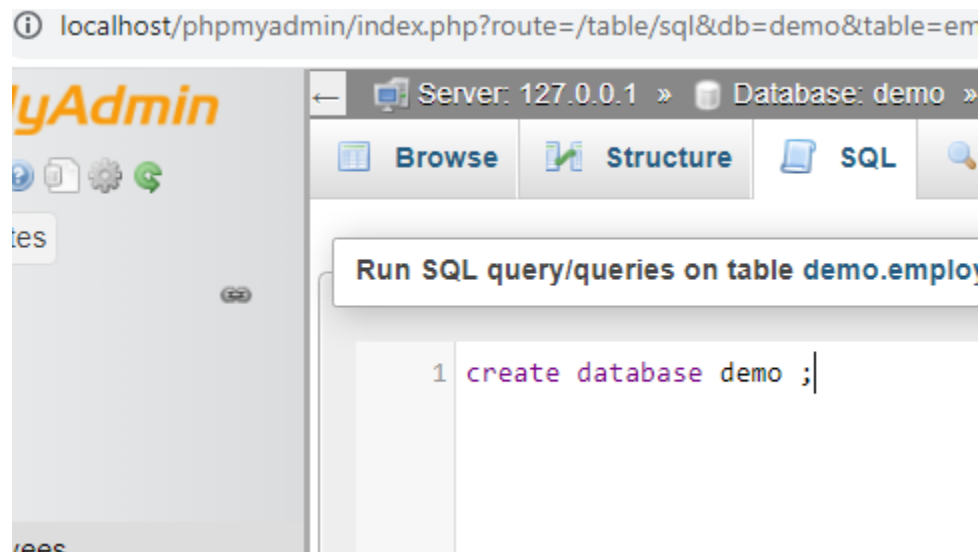 localhost/phpmyadmin/index.php?route=/table/sql&db=demo&table=em
yAdmin
← Server: 127.0.0.1 » Database: demo »
Browse Structure SQL
tes
Run SQL query/queries on table demo.employ
1 create database demo ;
yees